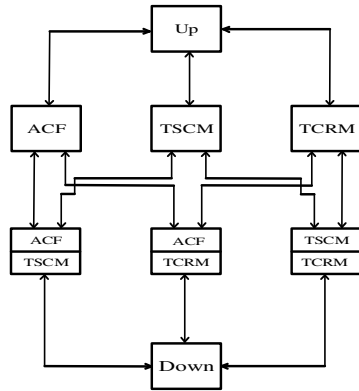 Up
ACF TSCM TCRM
ACF ACF TSCM
TSCM TCRM TCRM
Down